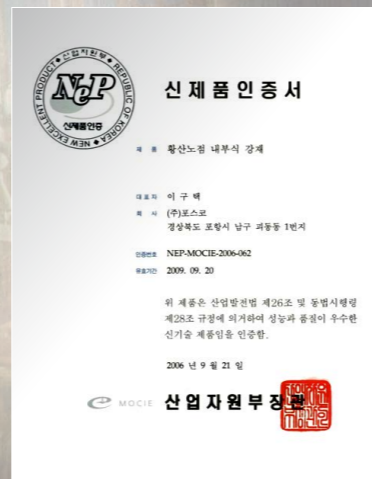 산업자원부 ◆ REPUBLIC OF KOREA ◆ NEW EXCELLENT PRODUCT ◆
NeP
신제품인증
신제품인증서
제 품 황산노점 내부식 강재
대표자 이구택
회 사 (주)포스코
경상북도 포항시 남구 괴동동 1번지
인증번호 NEP-MOCIE-2006-062
유효기간 2009. 09. 20
위 제품은 산업발전법 제26조 및 동법시행령
제28조 규정에 의거하여 성능과 품질이 우수한
신기술 제품임을 인증함.
2006 년 9 월 21 일
e MOCIE 산업자원부장관